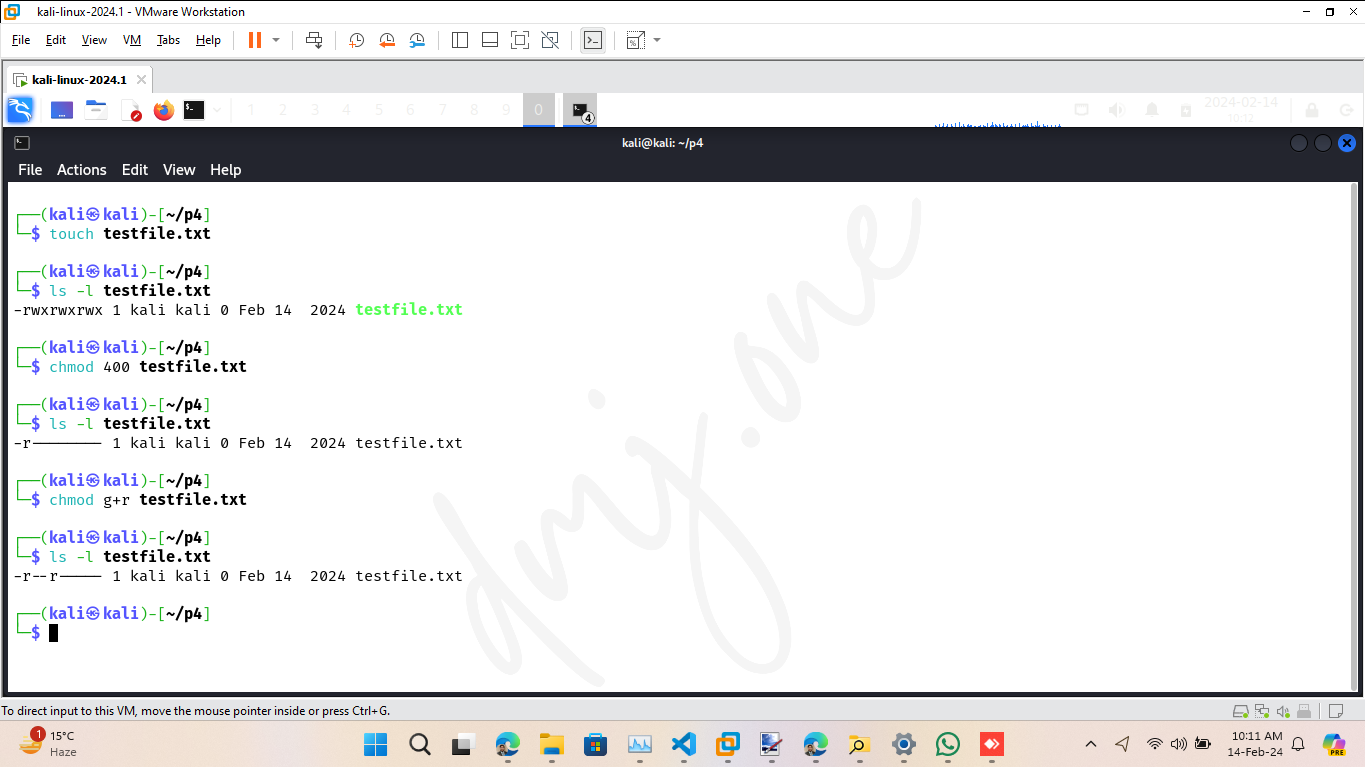 kali-linux-2024.1 - VMware Workstation
File Edit View VM Tabs Help
kali-linux-2024.1
1 2 3 4 5 6 7 8 9 0 4 2024-02-14
10:12
kali@kali: ~/p4
File Actions Edit View Help
┌──(kali㉿kali)-[~/p4]
└─$ touch testfile.txt
┌──(kali㉿kali)-[~/p4]
└─$ ls -l testfile.txt
-rwxrwxrwx 1 kali kali 0 Feb 14  2024 testfile.txt
┌──(kali㉿kali)-[~/p4]
└─$ chmod 400 testfile.txt
┌──(kali㉿kali)-[~/p4]
└─$ ls -l testfile.txt
-r-------- 1 kali kali 0 Feb 14  2024 testfile.txt
┌──(kali㉿kali)-[~/p4]
└─$ chmod g+r testfile.txt
┌──(kali㉿kali)-[~/p4]
└─$ ls -l testfile.txt
-r--r----- 1 kali kali 0 Feb 14  2024 testfile.txt
┌──(kali㉿kali)-[~/p4]
└─$
dmj.one
To direct input to this VM, move the mouse pointer inside or press Ctrl+G.
1 15°C
Haze
10:11 AM
14-Feb-24
PRE